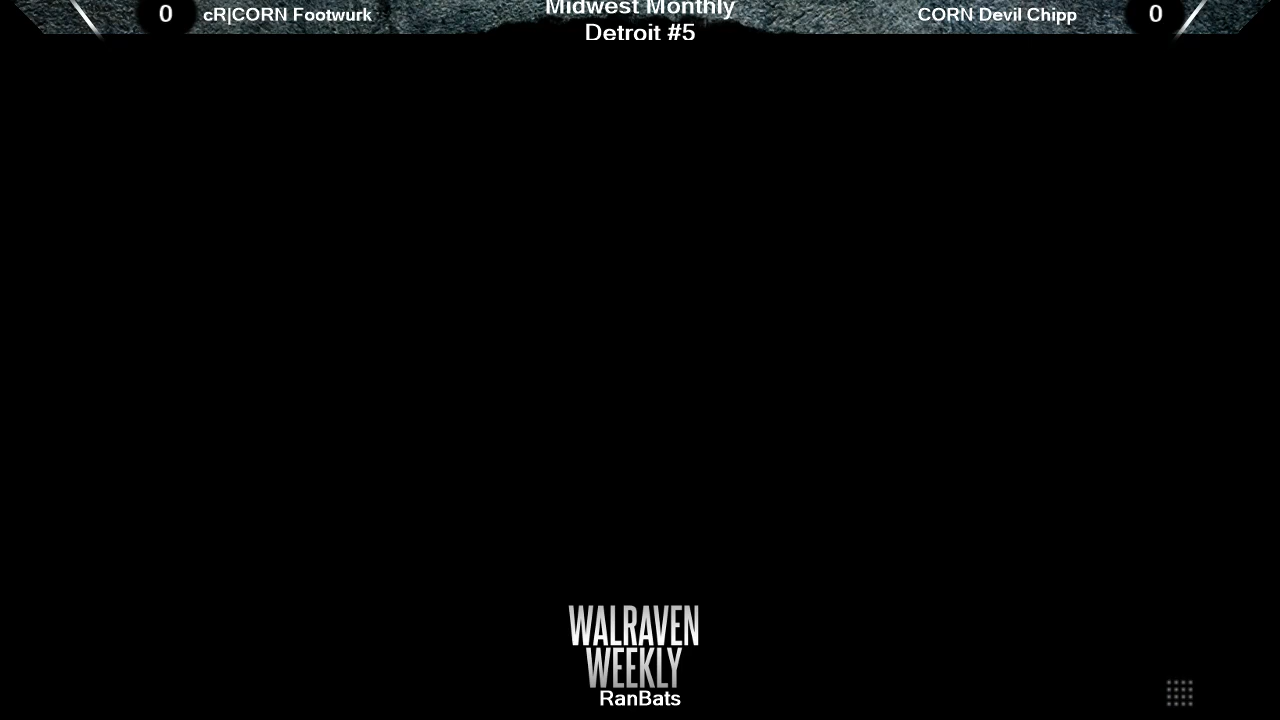 0 cR|CORN Footwurk
Midwest Monthly
Detroit #5
CORN Devil Chipp 0
WALRAVEN
WEEKLY
RanBats